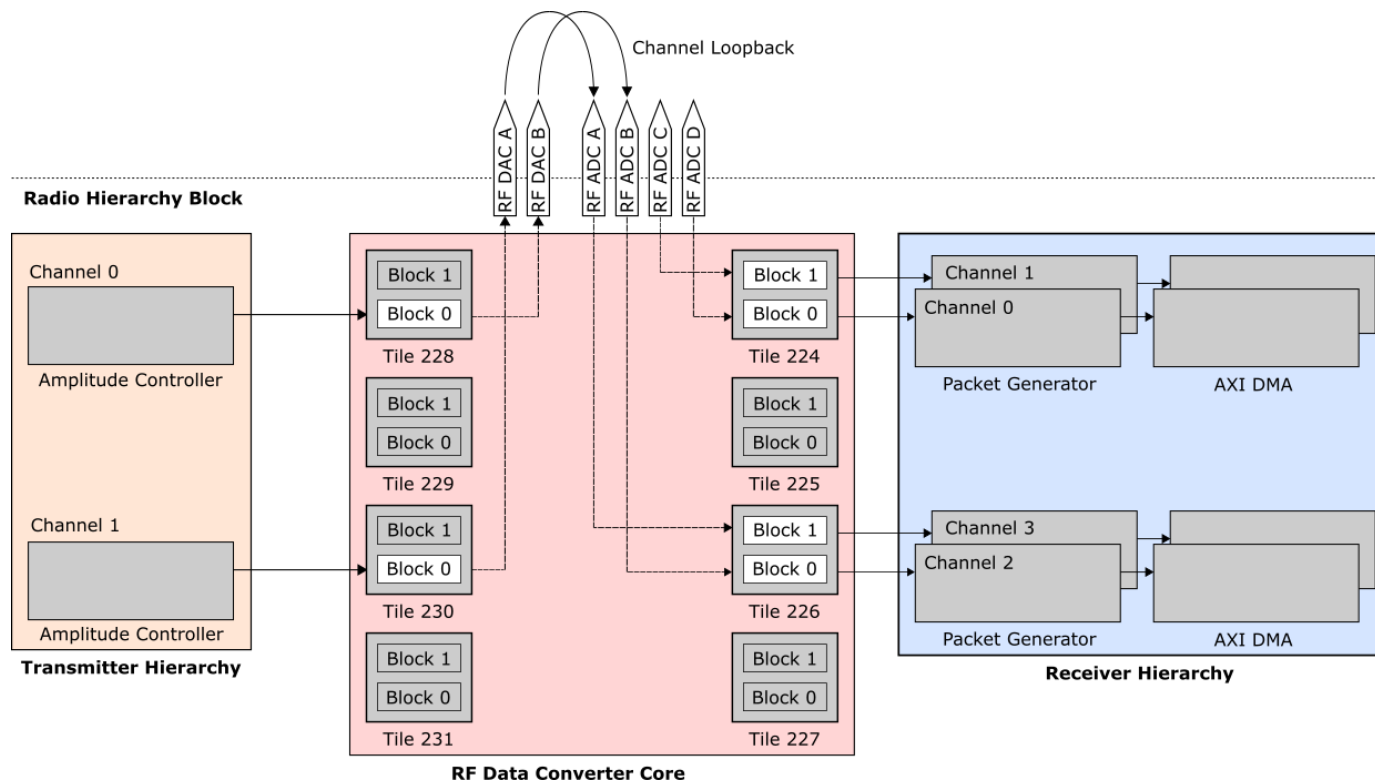 Channel Loopback
RF DAC A
RF DAC B
RF ADC A
RF ADC B
RF ADC C
RF ADC D
Radio Hierarchy Block
Channel 0
Amplitude Controller
Channel 1
Amplitude Controller
Transmitter Hierarchy
Block 1
Block 0
Tile 228
Block 1
Block 0
Tile 229
Block 1
Block 0
Tile 230
Block 1
Block 0
Tile 231
Block 1
Block 0
Tile 224
Block 1
Block 0
Tile 225
Block 1
Block 0
Tile 226
Block 1
Block 0
Tile 227
RF Data Converter Core
Channel 1
Channel 0
Packet Generator
AXI DMA
Channel 3
Channel 2
Packet Generator
AXI DMA
Receiver Hierarchy